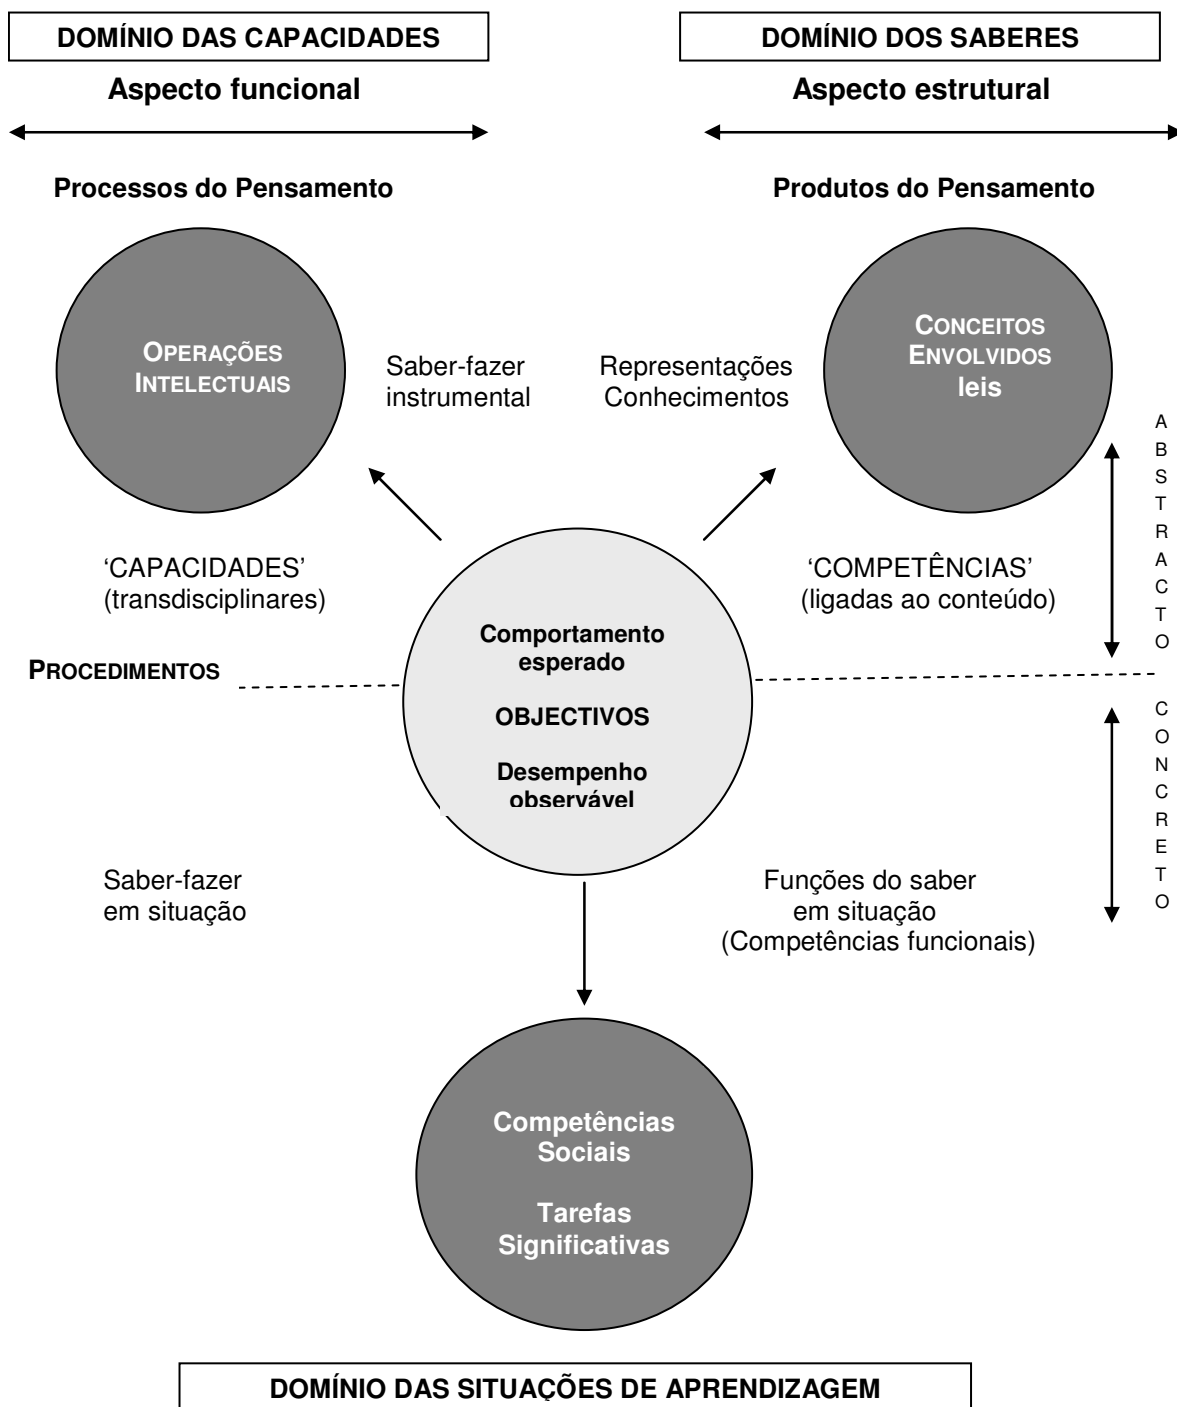 DOMÍNIO DAS CAPACIDADES
DOMÍNIO DOS SABERES
Aspecto funcional
Aspecto estrutural
Processos do Pensamento
Produtos do Pensamento
OPERAÇÕES
INTELECTUAIS
Saber-fazer
instrumental
Representações
Conhecimentos
CONCEITOS
ENVOLVIDOS
leis
ABSTRACTO
‘CAPACIDADES’
(transdisciplinares)
‘COMPETÊNCIAS’
(ligadas ao conteúdo)
PROCEDIMENTOS
Comportamento
esperado
OBJECTIVOS
Desempenho
observável
CONCRETO
Saber-fazer
em situação
Funções do saber
em situação
(Competências funcionais)
Competências
Sociais
Tarefas
Significativas
DOMÍNIO DAS SITUAÇÕES DE APRENDIZAGEM